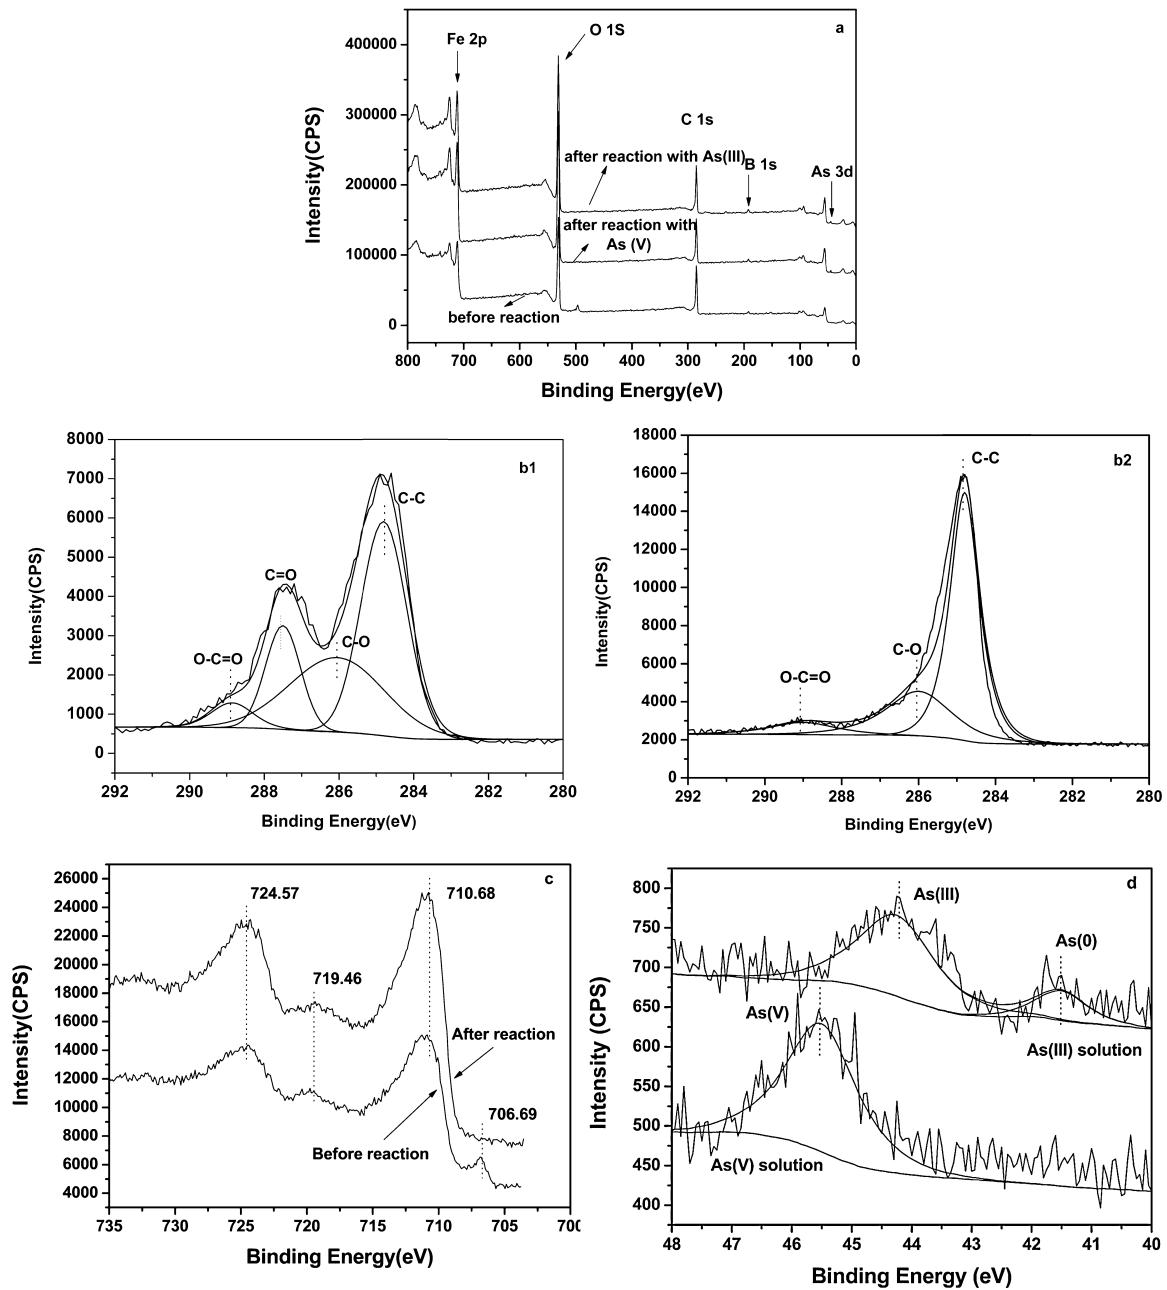 a
O 1S
Fe 2p
400000
300000
200000
100000
0
Intensity(CPS)
C 1s
after reaction with As(III)
B 1s
As 3d
after reaction with
As (V)
before reaction
800 700 600 500 400 300 200 100 0
Binding Energy(eV)
b1
8000
7000
6000
5000
4000
3000
2000
1000
0
Intensity(CPS)
C-C
C=O
C-O
O-C=O
292 290 288 286 284 282 280
Binding Energy(eV)
b2
18000
16000
14000
12000
10000
8000
6000
4000
2000
0
Intensity(CPS)
C-C
C-O
O-C=O
292 290 288 286 284 282 280
Binding Energy(eV)
c
26000
24000
22000
20000
18000
16000
14000
12000
10000
8000
6000
4000
Intensity(CPS)
724.57
710.68
719.46
After reaction
706.69
Before reaction
735 730 725 720 715 710 705 700
Binding Energy(eV)
d
800
750
700
650
600
550
500
450
400
Intensity (CPS)
As(III)
As(0)
As(V)
As(III) solution
As(V) solution
48 47 46 45 44 43 42 41 40
Binding Energy (eV)